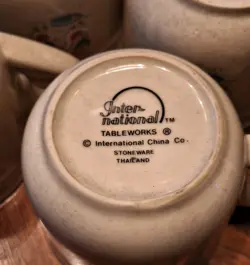 Inter-
national™
TABLEWORKS ®
© International China Co.
STONEWARE
THAILAND